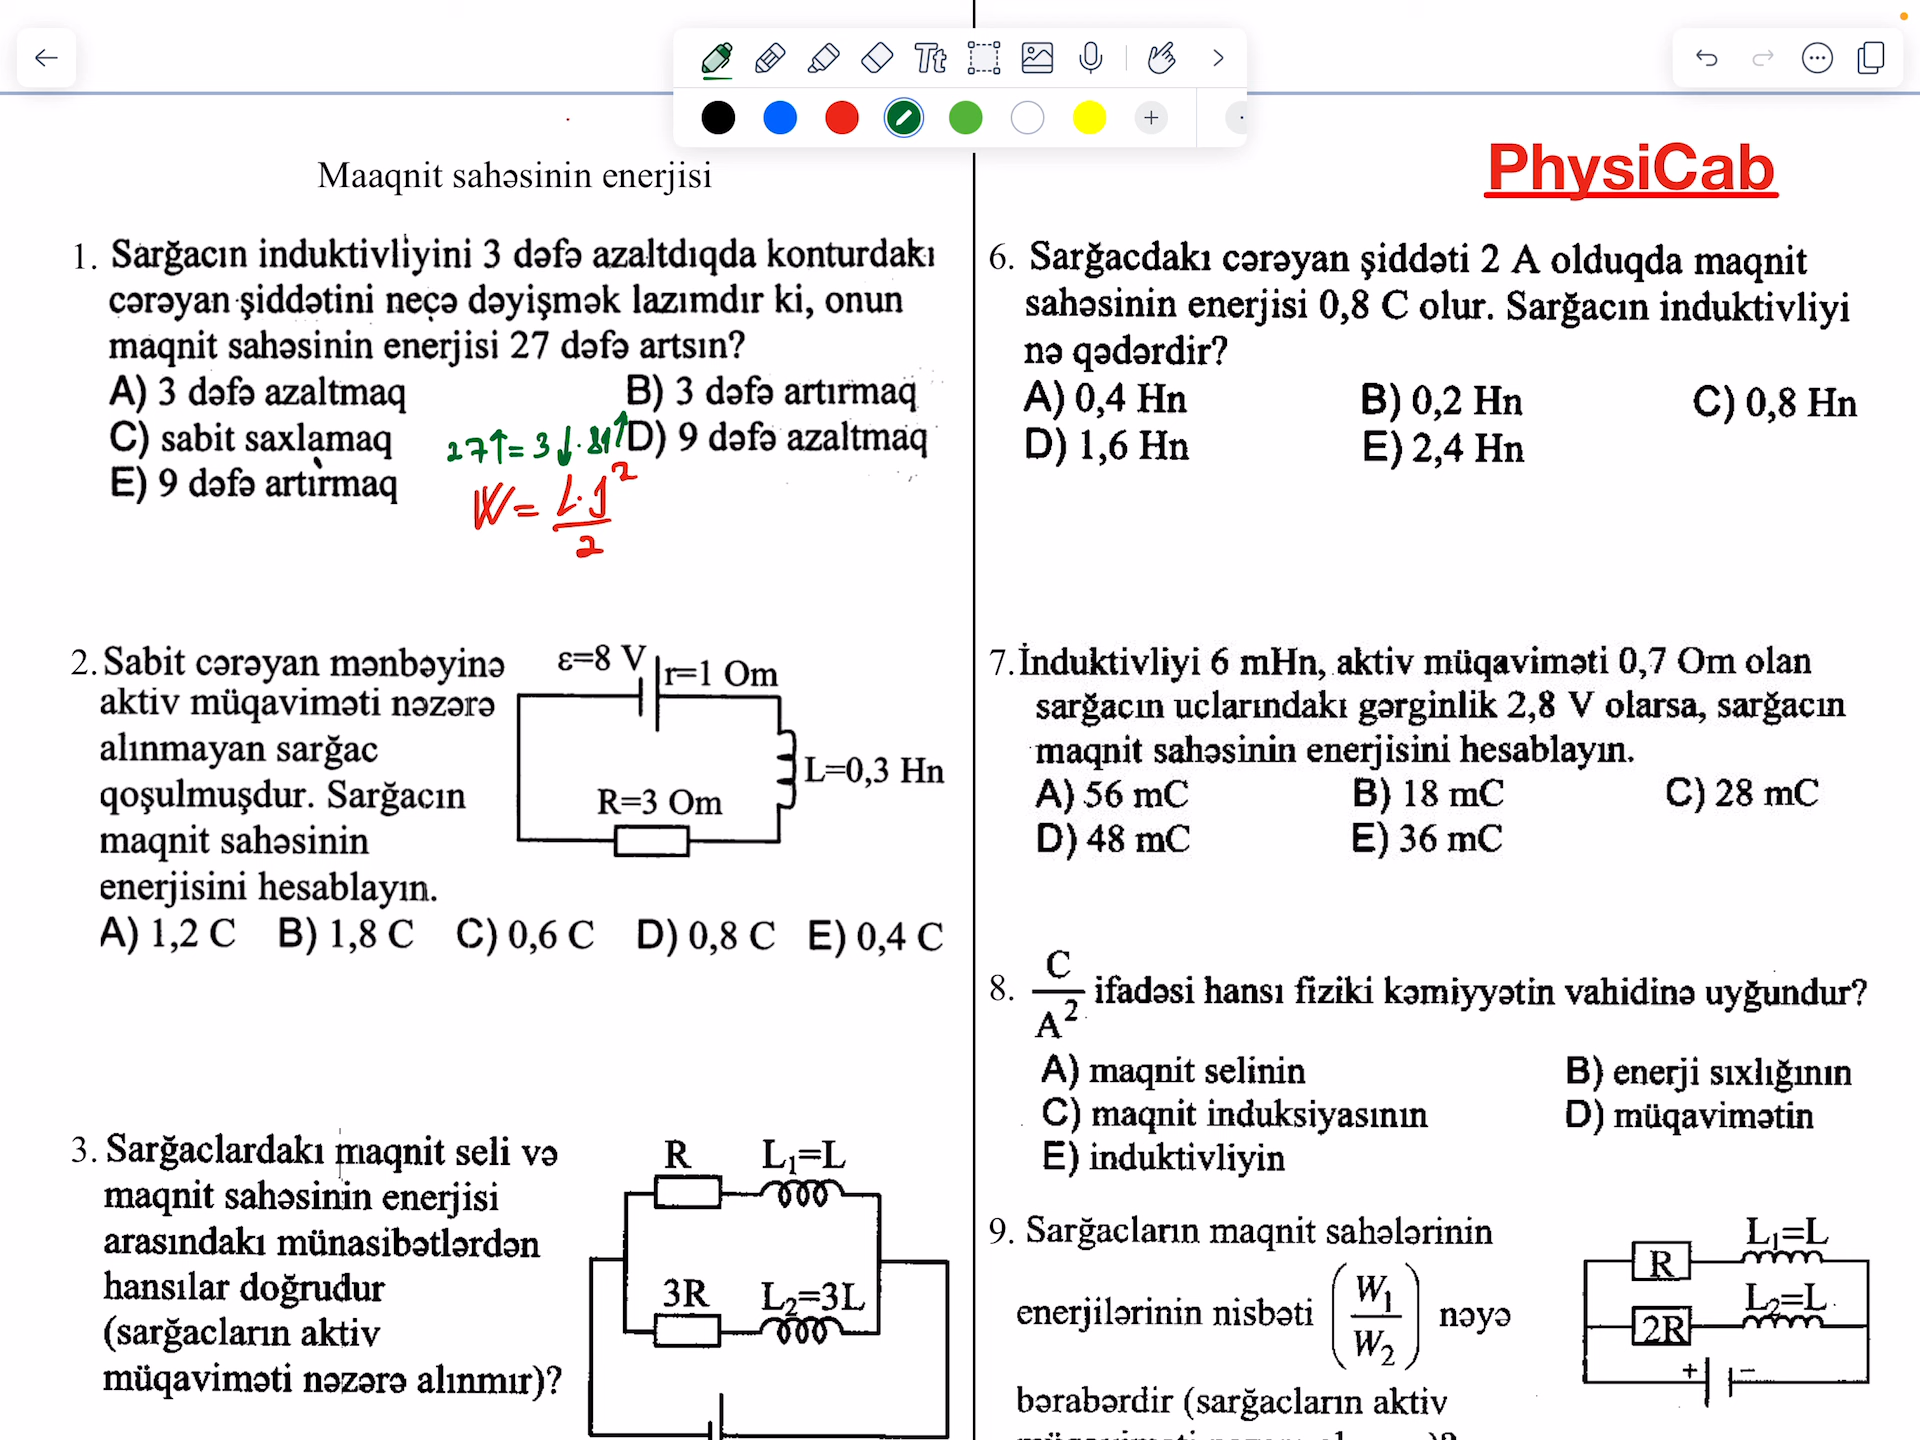 Maaqnit sahəsinin enerjisi
PhysiCab
1. Sarğacın induktivliyini 3 dəfə azaltdıqda konturdakı
cərəyan şiddətini neçə dəyişmək lazımdır ki, onun
maqnit sahəsinin enerjisi 27 dəfə artsın?
A) 3 dəfə azaltmaq B) 3 dəfə artırmaq
C) sabit saxlamaq D) 9 dəfə azaltmaq
E) 9 dəfə artırmaq
27↑=3↓·81↑
W=L·J²/2
2. Sabit cərəyan mənbəyinə
aktiv müqaviməti nəzərə
alınmayan sarğac
qoşulmuşdur. Sarğacın
maqnit sahəsinin
enerjisini hesablayın.
ε=8 V r=1 Om
L=0,3 Hn
R=3 Om
A) 1,2 C B) 1,8 C C) 0,6 C D) 0,8 C E) 0,4 C
3. Sarğaclardakı maqnit seli və
maqnit sahəsinin enerjisi
arasındakı münasibətlərdən
hansılar doğrudur
(sarğacların aktiv
müqaviməti nəzərə alınmır)?
R L₁=L
3R L₂=3L
6. Sarğacdakı cərəyan şiddəti 2 A olduqda maqnit
sahəsinin enerjisi 0,8 C olur. Sarğacın induktivliyi
nə qədərdir?
A) 0,4 Hn B) 0,2 Hn C) 0,8 Hn
D) 1,6 Hn E) 2,4 Hn
7. İnduktivliyi 6 mHn, aktiv müqaviməti 0,7 Om olan
sarğacın uclarındakı gərginlik 2,8 V olarsa, sarğacın
maqnit sahəsinin enerjisini hesablayın.
A) 56 mC B) 18 mC C) 28 mC
D) 48 mC E) 36 mC
8. C/A² ifadəsi hansı fiziki kəmiyyətin vahidinə uyğundur?
A) maqnit selinin B) enerji sıxlığının
C) maqnit induksiyasının D) müqavimətin
E) induktivliyin
9. Sarğacların maqnit sahələrinin
enerjilərinin nisbəti (W₁/W₂) nəyə
bərabərdir (sarğacların aktiv
R L₁=L
2R L₂=L
+ −